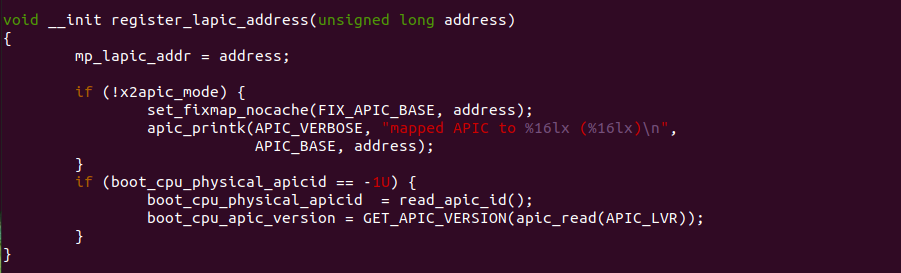 void __init register_lapic_address(unsigned long address)
{
        mp_lapic_addr = address;

        if (!x2apic_mode) {
                set_fixmap_nocache(FIX_APIC_BASE, address);
                apic_printk(APIC_VERBOSE, "mapped APIC to %16lx (%16lx)\n",
                            APIC_BASE, address);
        }
        if (boot_cpu_physical_apicid == -1U) {
                boot_cpu_physical_apicid  = read_apic_id();
                boot_cpu_apic_version = GET_APIC_VERSION(apic_read(APIC_LVR));
        }
}